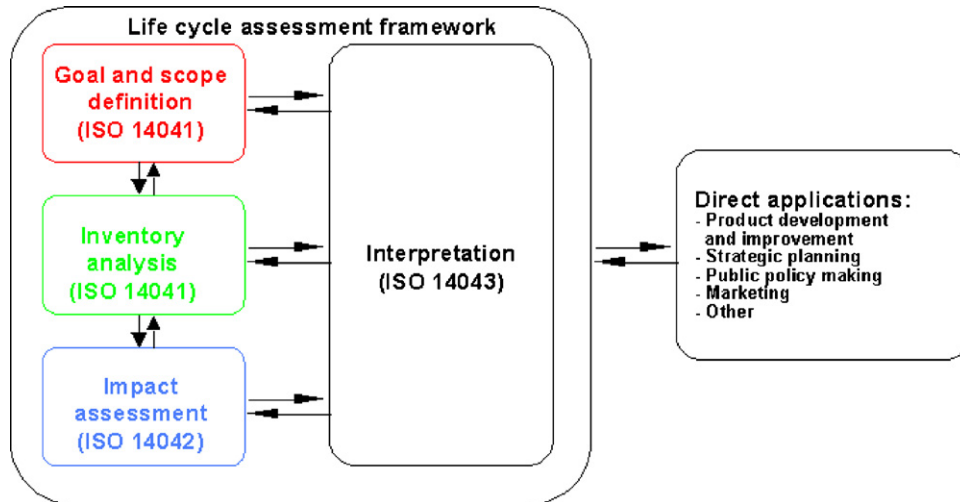 Life cycle assessment framework
Goal and scope
definition
(ISO 14041)
Inventory
analysis
(ISO 14041)
Impact
assessment
(ISO 14042)
Interpretation
(ISO 14043)
Direct applications:
- Product development
and improvement
- Strategic planning
- Public policy making
- Marketing
- Other